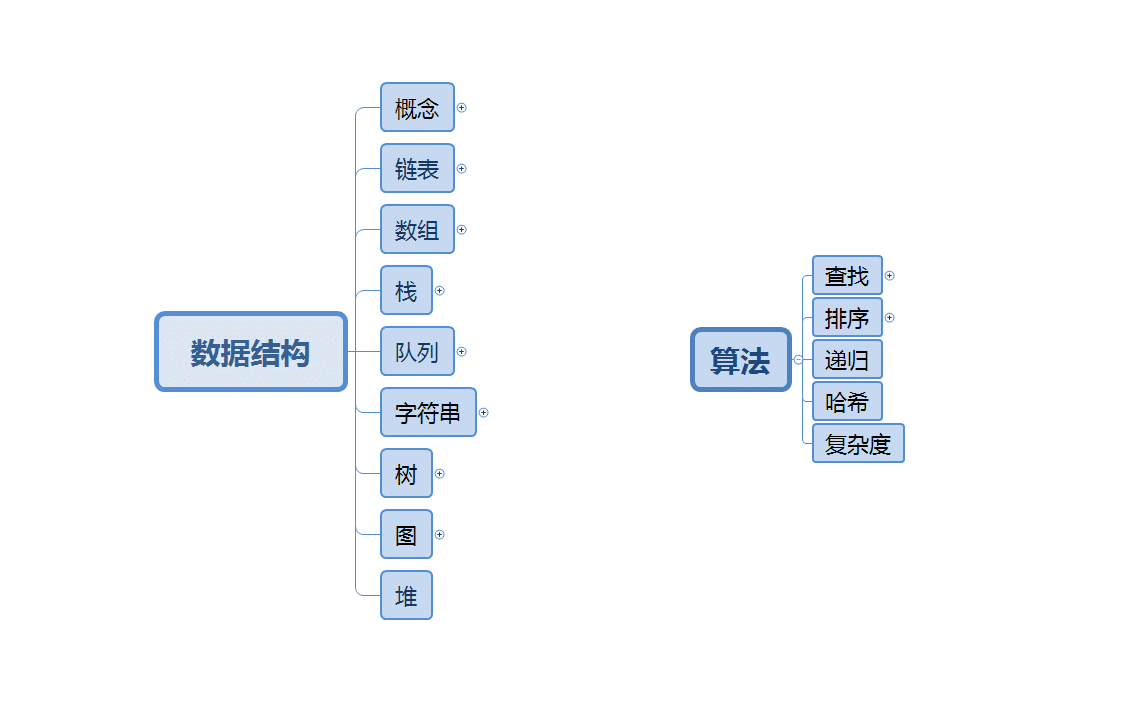 数据结构
概念
链表
数组
栈
队列
字符串
树
图
堆
算法
查找
排序
递归
哈希
复杂度